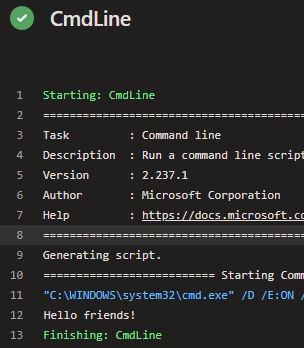 CmdLine
1 Starting: CmdLine
2 ========================================
3 Task : Command line
4 Description : Run a command line script
5 Version : 2.237.1
6 Author : Microsoft Corporation
7 Help : https://docs.microsoft.co
8 ========================================
9 Generating script.
10 ========================== Starting Comm
11 "C:\WINDOWS\system32\cmd.exe" /D /E:ON /
12 Hello friends!
13 Finishing: CmdLine